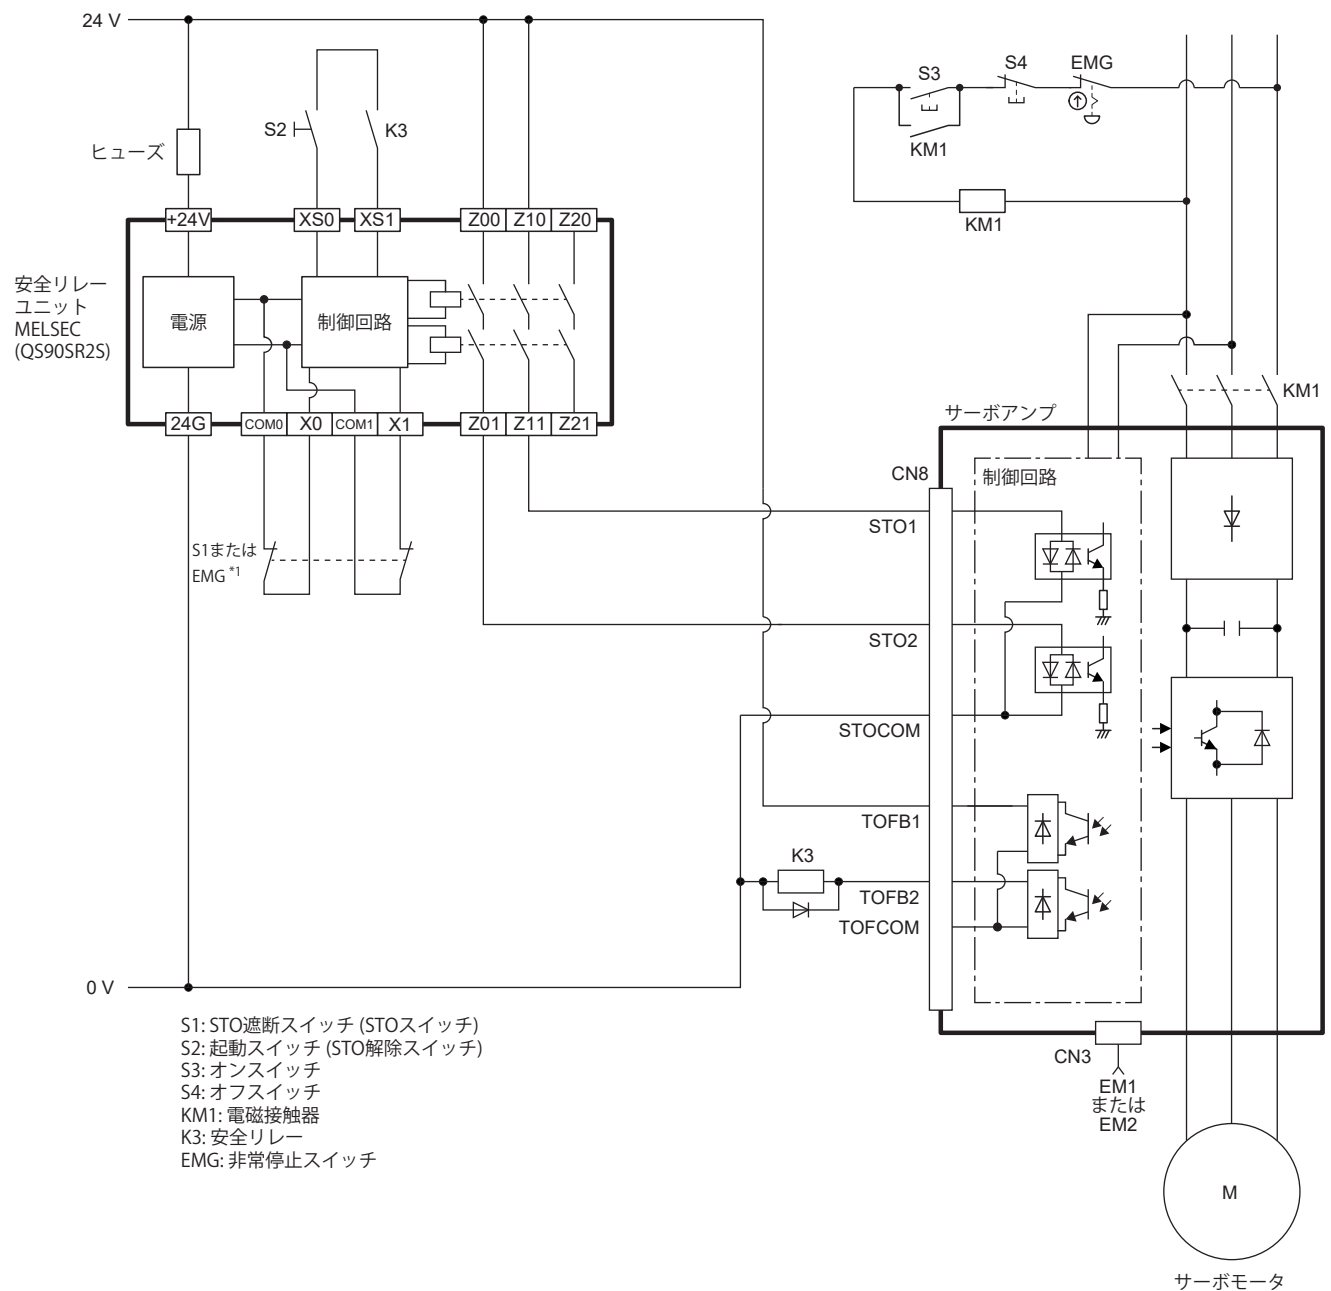 24 V
S3
S4
EMG
S2
K3
ヒューズ
KM1
KM1
+24V
XS0
XS1
Z00
Z10
Z20
安全リレー
ユニット
MELSEC
(QS90SR2S)
電源
制御回路
KM1
サーボアンプ
24G
COM0
X0
COM1
X1
Z01
Z11
Z21
CN8
制御回路
STO1
S1または
EMG *1
STO2
STOCOM
TOFB1
K3
TOFB2
TOFCOM
0 V
S1: STO遮断スイッチ (STOスイッチ)
S2: 起動スイッチ (STO解除スイッチ)
S3: オンスイッチ
S4: オフスイッチ
KM1: 電磁接触器
K3: 安全リレー
EMG: 非常停止スイッチ
CN3
EM1
または
EM2
M
サーボモータ